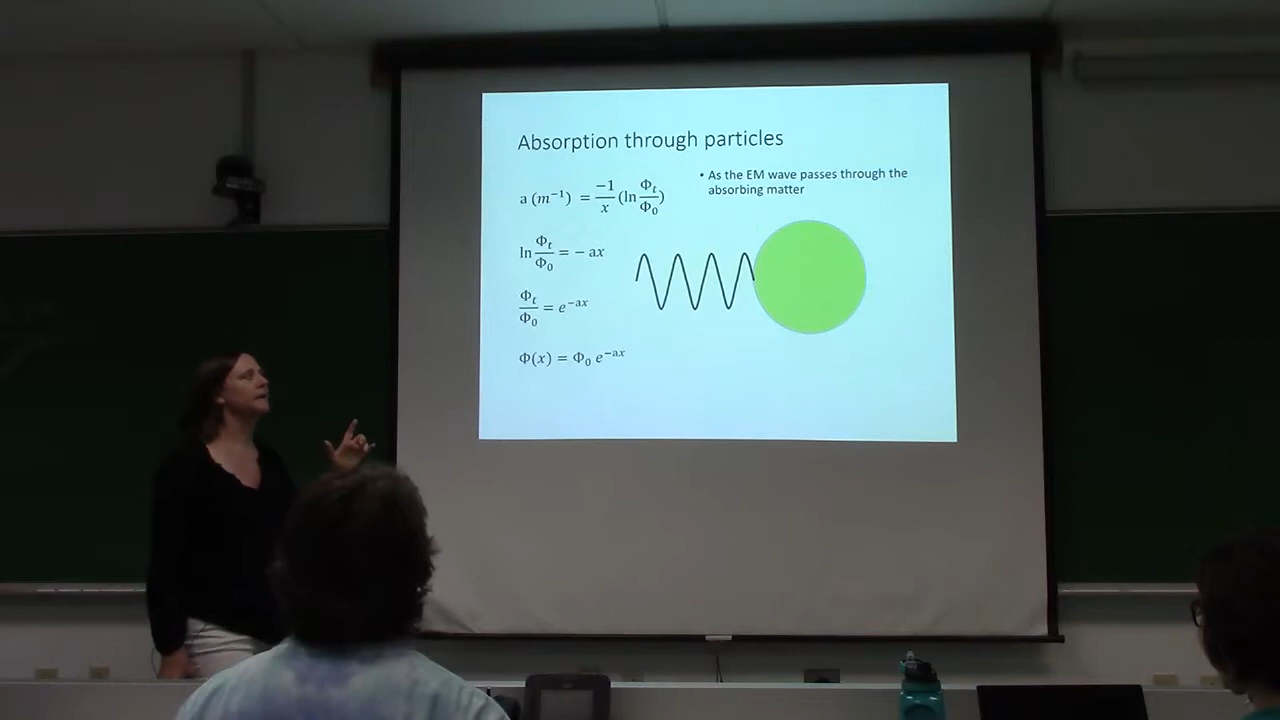 Absorption through particles
a (m⁻¹) = −1/x (ln Φₜ/Φ₀)
• As the EM wave passes through the
absorbing matter
ln Φₜ/Φ₀ = − ax
Φₜ/Φ₀ = e⁻ᵃˣ
Φ(x) = Φ₀ e⁻ᵃˣ